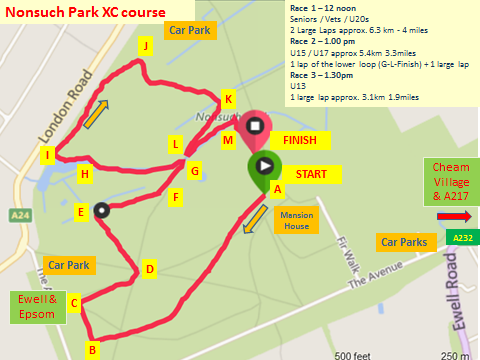 Nonsuch Park XC course
Race 1 – 12 noon
Seniors / Vets / U20s
2 Large Laps approx. 6.3 km - 4 miles
Race 2 – 1.00 pm
U15 / U17 approx 5.4km 3.3miles
1 lap of the lower loop (G-L-Finish) + 1 large lap
Race 3 – 1.30pm
U13
1 large lap approx. 3.1km 1.9miles
Car Park
J
London Road
K
Nonsuch
M
FINISH
L
I
H
G
START
A
F
E
A24
Mansion
House
Cheam
Village
& A217
A232
Car Parks
Fir Walk
The Avenue
Ewell Road
Car Park
D
The A
Ewell &
Epsom
C
B
500 feet
250 m